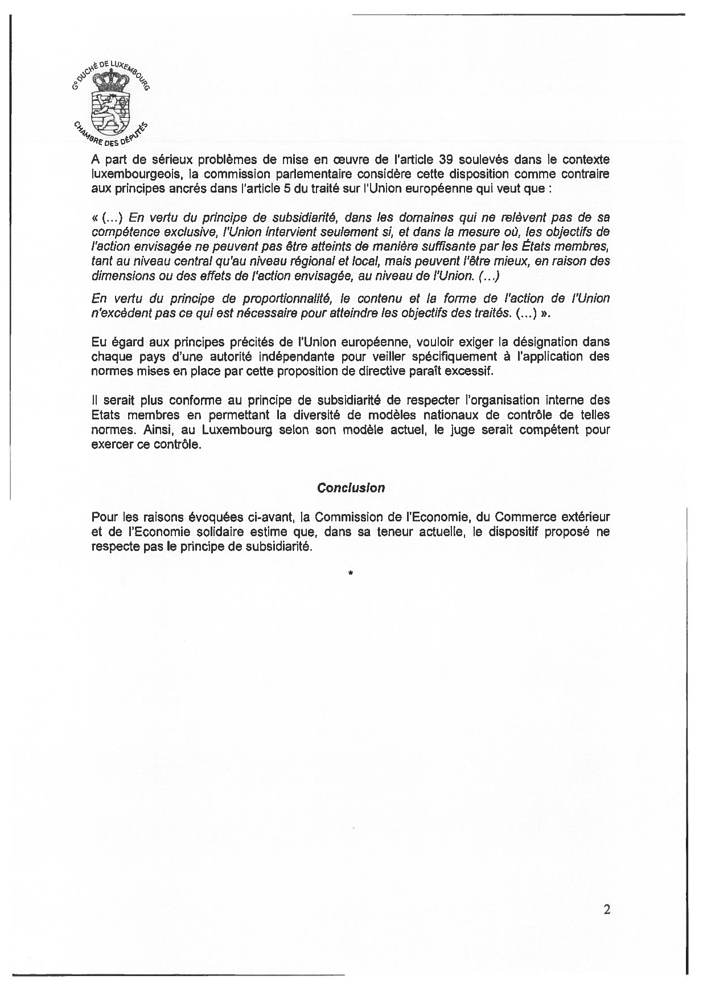 Gº DUCHÉ DE LUXEMBOURG
CHAMBRE DES DÉPUTÉS
A part de sérieux problèmes de mise en œuvre de l'article 39 soulevés dans le contexte
luxembourgeois, la commission parlementaire considère cette disposition comme contraire
aux principes ancrés dans l'article 5 du traité sur l'Union européenne qui veut que :
« (...) En vertu du principe de subsidiarité, dans les domaines qui ne relèvent pas de sa
compétence exclusive, l'Union intervient seulement si, et dans la mesure où, les objectifs de
l'action envisagée ne peuvent pas être atteints de manière suffisante par les États membres,
tant au niveau central qu'au niveau régional et local, mais peuvent l'être mieux, en raison des
dimensions ou des effets de l'action envisagée, au niveau de l'Union. (...)
En vertu du principe de proportionnalité, le contenu et la forme de l'action de l'Union
n'excèdent pas ce qui est nécessaire pour atteindre les objectifs des traités. (...) ».
Eu égard aux principes précités de l'Union européenne, vouloir exiger la désignation dans
chaque pays d'une autorité indépendante pour veiller spécifiquement à l'application des
normes mises en place par cette proposition de directive paraît excessif.
Il serait plus conforme au principe de subsidiarité de respecter l'organisation interne des
Etats membres en permettant la diversité de modèles nationaux de contrôle de telles
normes. Ainsi, au Luxembourg selon son modèle actuel, le juge serait compétent pour
exercer ce contrôle.
Conclusion
Pour les raisons évoquées ci-avant, la Commission de l'Economie, du Commerce extérieur
et de l'Economie solidaire estime que, dans sa teneur actuelle, le dispositif proposé ne
respecte pas le principe de subsidiarité.
*
2